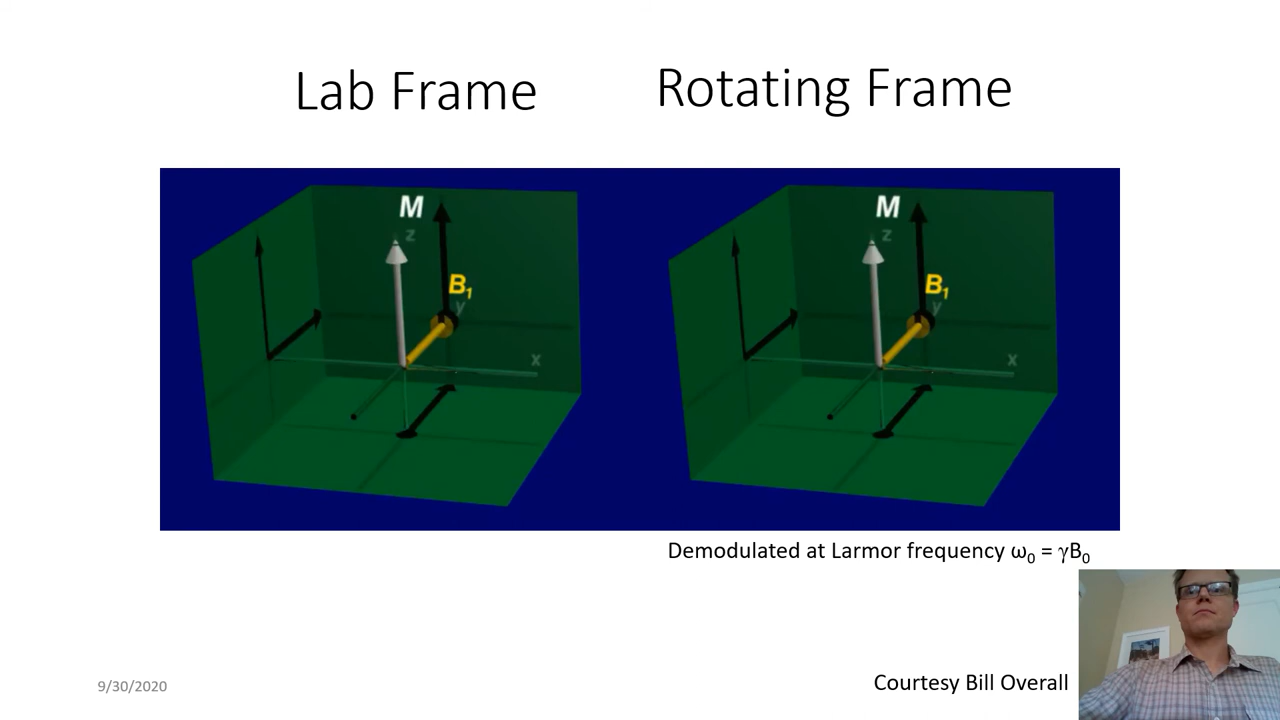 Lab Frame
Rotating Frame
M
z
B₁
y
x
M
z
B₁
y
x
Demodulated at Larmor frequency ω₀ = γB₀
9/30/2020
Courtesy Bill Overall